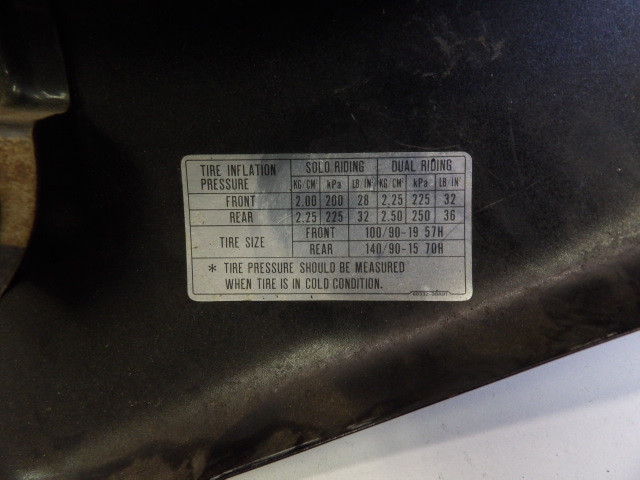 TIRE INFLATION PRESSURE SOLO RIDING DUAL RIDING
KG/CM² kPa LB/IN² KG/CM² kPa LB/IN²
FRONT 2.00 200 28 2.25 225 32
REAR 2.25 225 32 2.50 250 36
TIRE SIZE FRONT 100/90-19 57H
REAR 140/90-15 70H
* TIRE PRESSURE SHOULD BE MEASURED
WHEN TIRE IS IN COLD CONDITION.